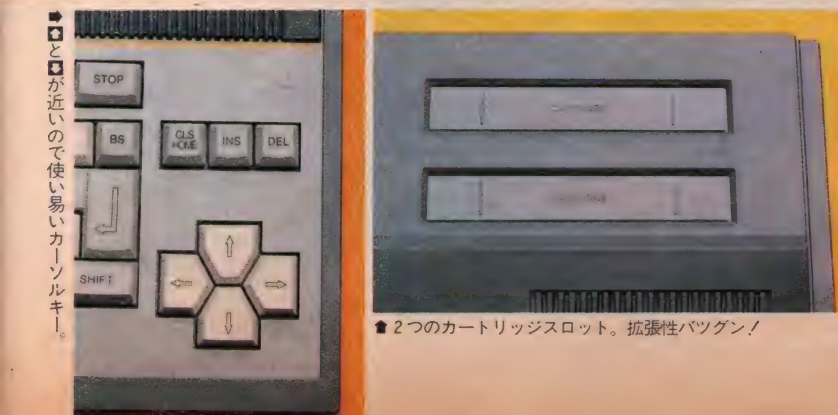 ➡⬆と⬇が近いので使い易いカーソルキー。
STOP
BS
CLS HOME
INS
DEL
↑
←
→
↓
SHIFT
⬆2つのカートリッジスロット。拡張性バツグン!